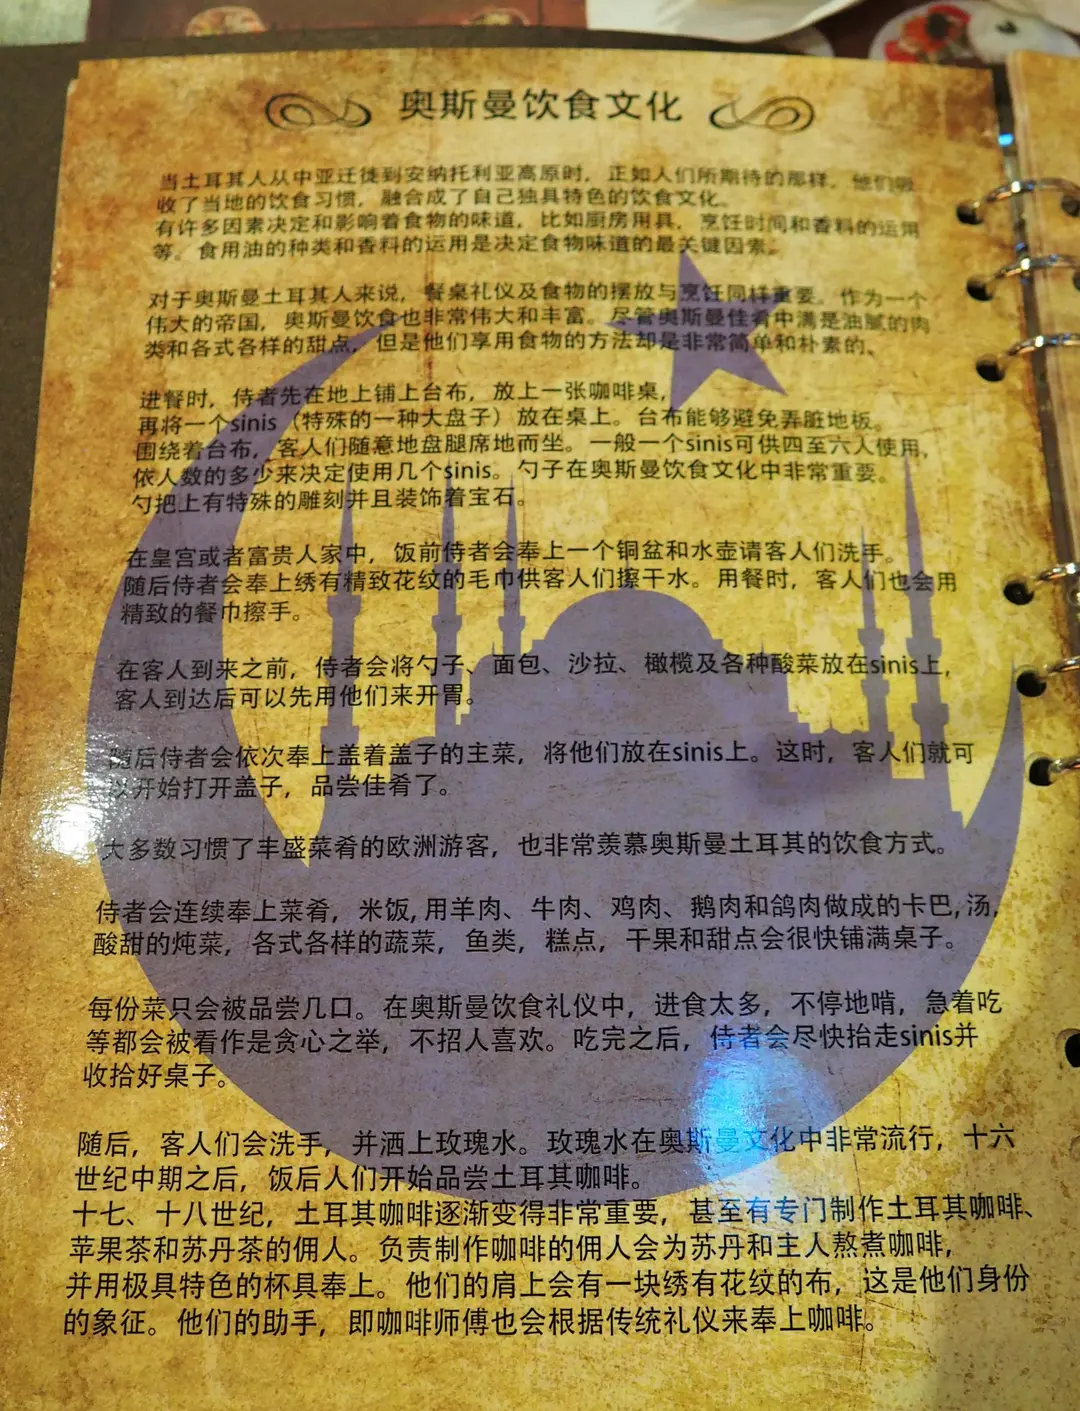 奥斯曼饮食文化
当土耳其人从中亚迁徙到安纳托利亚高原时，正如人们所期待的那样，他们吸
收了当地的饮食习惯，融合成了自己独具特色的饮食文化。
有许多因素决定和影响着食物的味道，比如厨房用具，烹饪时间和香料的运用
等。食用油的种类和香料的运用是决定食物味道的最关键因素。
对于奥斯曼土耳其人来说，餐桌礼仪及食物的摆放与烹饪同样重要。作为一个
伟大的帝国，奥斯曼饮食也非常伟大和丰富。尽管奥斯曼佳肴中满是油腻的肉
类和各式各样的甜点，但是他们享用食物的方法却是非常简单和朴素的。
进餐时，侍者先在地上铺上台布，放上一张咖啡桌，
再将一个sinis（特殊的一种大盘子）放在桌上。台布能够避免弄脏地板。
围绕着台布，客人们随意地盘腿席地而坐。一般一个sinis可供四至六人使用，
依人数的多少来决定使用几个sinis。勺子在奥斯曼饮食文化中非常重要。
勺把上有特殊的雕刻并且装饰着宝石。
在皇宫或者富贵人家中，饭前侍者会奉上一个铜盆和水壶请客人们洗手。
随后侍者会奉上绣有精致花纹的毛巾供客人们擦干水。用餐时，客人们也会用
精致的餐巾擦手。
在客人到来之前，侍者会将勺子、面包、沙拉、橄榄及各种酸菜放在sinis上，
客人到达后可以先用他们来开胃。
随后侍者会依次奉上盖着盖子的主菜，将他们放在sinis上。这时，客人们就可
以开始打开盖子，品尝佳肴了。
大多数习惯了丰盛菜肴的欧洲游客，也非常羡慕奥斯曼土耳其的饮食方式。
侍者会连续奉上菜肴，米饭,用羊肉、牛肉、鸡肉、鹅肉和鸽肉做成的卡巴,汤,
酸甜的炖菜，各式各样的蔬菜，鱼类，糕点，干果和甜点会很快铺满桌子。
每份菜只会被品尝几口。在奥斯曼饮食礼仪中，进食太多，不停地啃，急着吃
等都会被看作是贪心之举，不招人喜欢。吃完之后，侍者会尽快抬走sinis并
收拾好桌子。
随后，客人们会洗手，并洒上玫瑰水。玫瑰水在奥斯曼文化中非常流行，十六
世纪中期之后，饭后人们开始品尝土耳其咖啡。
十七、十八世纪，土耳其咖啡逐渐变得非常重要，甚至有专门制作土耳其咖啡、
苹果茶和苏丹茶的佣人。负责制作咖啡的佣人会为苏丹和主人熬煮咖啡，
并用极具特色的杯具奉上。他们的肩上会有一块绣有花纹的布，这是他们身份
的象征。他们的助手，即咖啡师傅也会根据传统礼仪来奉上咖啡。